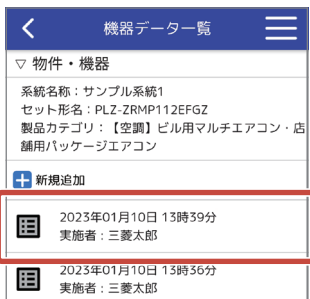 機器データ一覧
▽ 物件・機器
系統名称：サンプル系統1
セット形名：PLZ-ZRMP112EFGZ
製品カテゴリ：【空調】ビル用マルチエアコン・店
舗用パッケージエアコン
新規追加
2023年01月10日 13時39分
実施者：三菱太郎
2023年01月10日 13時36分
実施者：三菱太郎